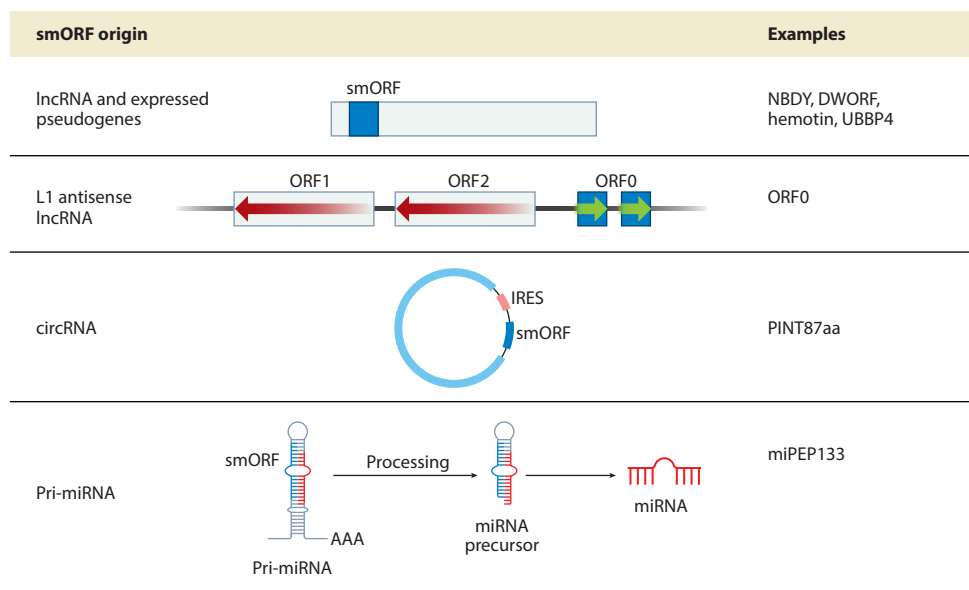 smORF origin
Examples
lncRNA and expressed
pseudogenes
smORF
NBDY, DWORF,
hemotin, UBBP4
L1 antisense
lncRNA
ORF1
ORF2
ORF0
ORF0
circRNA
IRES
smORF
PINT87aa
Pri-miRNA
smORF
AAA
Pri-miRNA
Processing
miRNA
precursor
miRNA
miPEP133